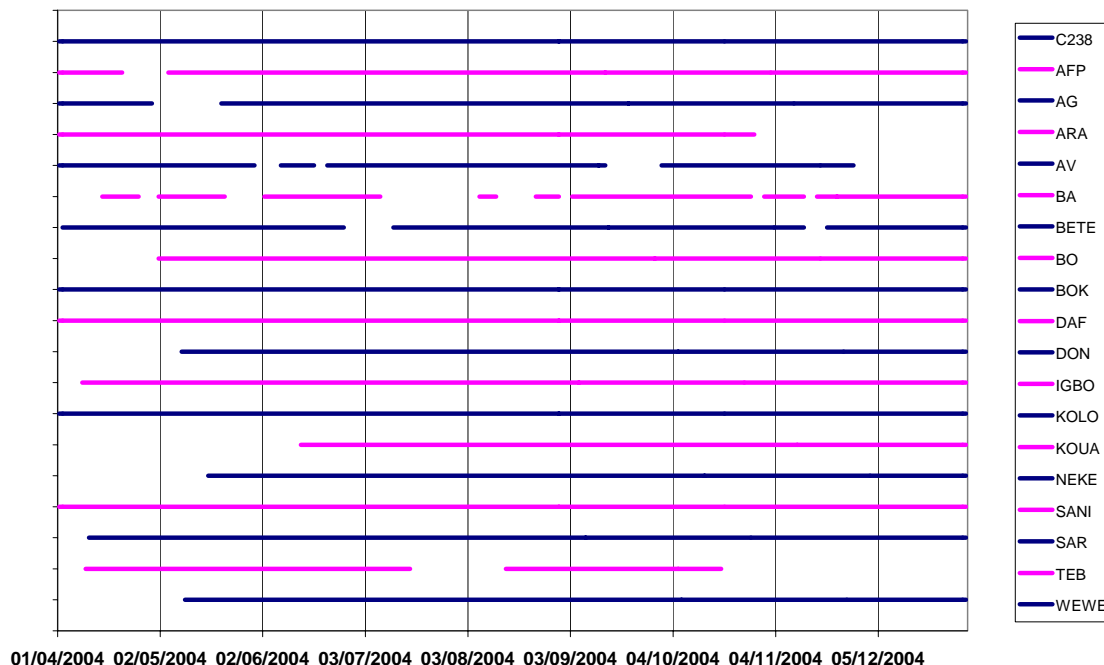 C238
AFP
AG
ARA
AV
BA
BETE
BO
BOK
DAF
DON
IGBO
KOLO
KOUA
NEKE
SANI
SAR
TEB
WEWE
01/04/2004 02/05/2004 02/06/2004 03/07/2004 03/08/2004 03/09/2004 04/10/2004 04/11/2004 05/12/2004